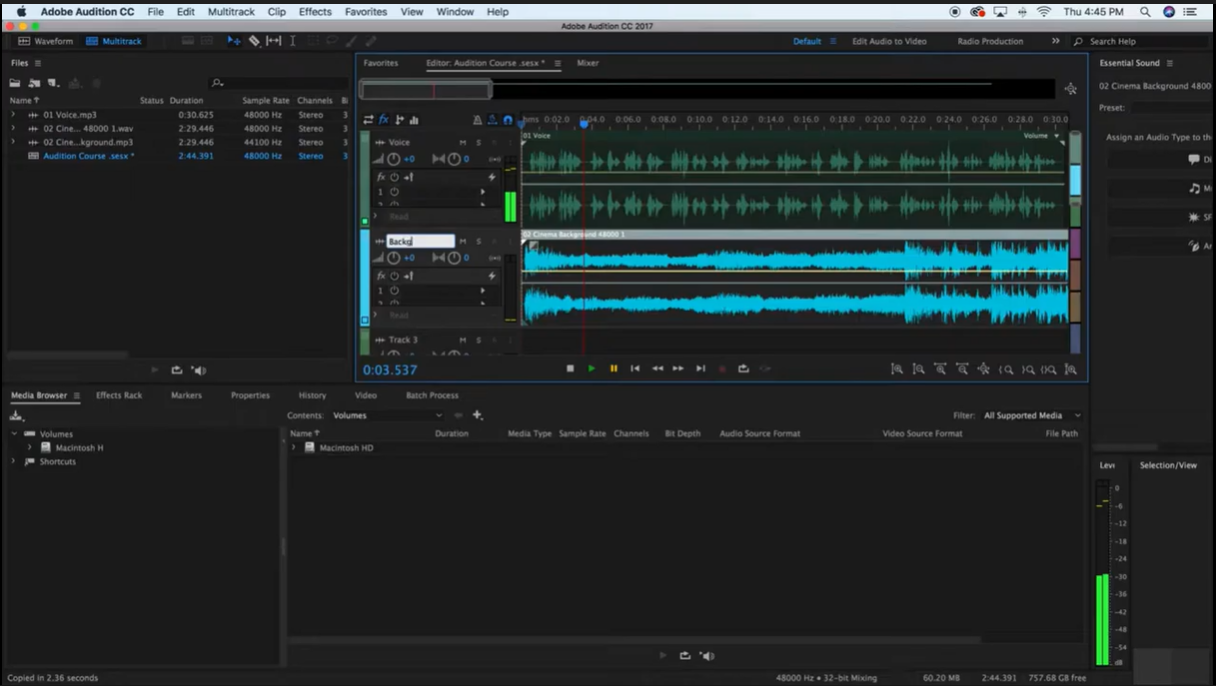 Adobe Audition CC File Edit Multitrack Clip Effects Favorites View Window Help Thu 4:45 PM
Adobe Audition CC 2017
Waveform Multitrack Default Edit Audio to Video Radio Production Search Help
Files Favorites Editor: Audition Course .sesx * Mixer Essential Sound
02 Cinema Background 4800
Name Status Duration Sample Rate Channels Bi
Preset:
01 Voice.mp3 0:30.625 48000 Hz Stereo 3
02 Cine... 48000 1.wav 2:29.446 48000 Hz Stereo 3
02 Cine...kground.mp3 2:29.446 44100 Hz Stereo 3
Audition Course .sesx * 2:44.391 48000 Hz Stereo 3
hms 0:02.0 0:04.0 0:06.0 0:08.0 0:10.0 0:12.0 0:14.0 0:16.0 0:18.0 0:20.0 0:22.0 0:24.0 0:26.0 0:28.0 0:30.0
01 Voice Volume
Assign an Audio Type to the
Voice M S
+0 0
fx
1
2
Read
Di
M
SF
A
02 Cinema Background 48000 1
Backg M S
+0 0
fx
1
2
Read
Track 3 M S
0:03.537
Media Browser Effects Rack Markers Properties History Video Batch Process
Contents: Volumes Filter: All Supported Media
Volumes
Macintosh H
Shortcuts
Name Duration Media Type Sample Rate Channels Bit Depth Audio Source Format Video Source Format File Path
Macintosh HD
Leve Selection/View
0
-6
-12
-18
-24
-30
-36
-42
-48
-54
dB
Copied in 2.36 seconds 48000 Hz • 32-bit Mixing 60.20 MB 2:44.391 757.68 GB free